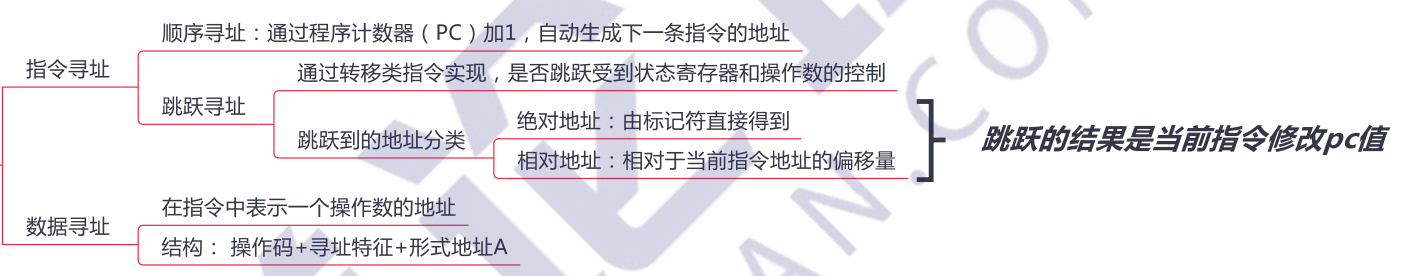 指令寻址
顺序寻址：通过程序计数器（PC）加1，自动生成下一条指令的地址
跳跃寻址
通过转移类指令实现，是否跳跃受到状态寄存器和操作数的控制
跳跃到的地址分类
绝对地址：由标记符直接得到
相对地址：相对于当前指令地址的偏移量
跳跃的结果是当前指令修改pc值
数据寻址
在指令中表示一个操作数的地址
结构： 操作码+寻址特征+形式地址A